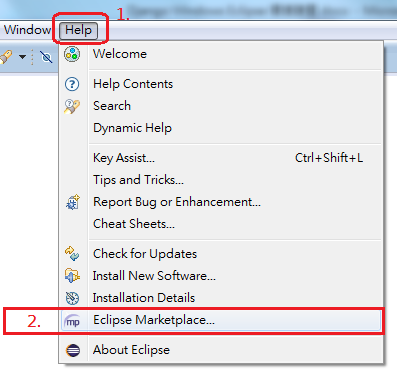 1.
Window Help
Welcome
Help Contents
Search
Dynamic Help
Key Assist... Ctrl+Shift+L
Tips and Tricks...
Report Bug or Enhancement...
Cheat Sheets...
Check for Updates
Install New Software...
Installation Details
2. mp Eclipse Marketplace...
About Eclipse